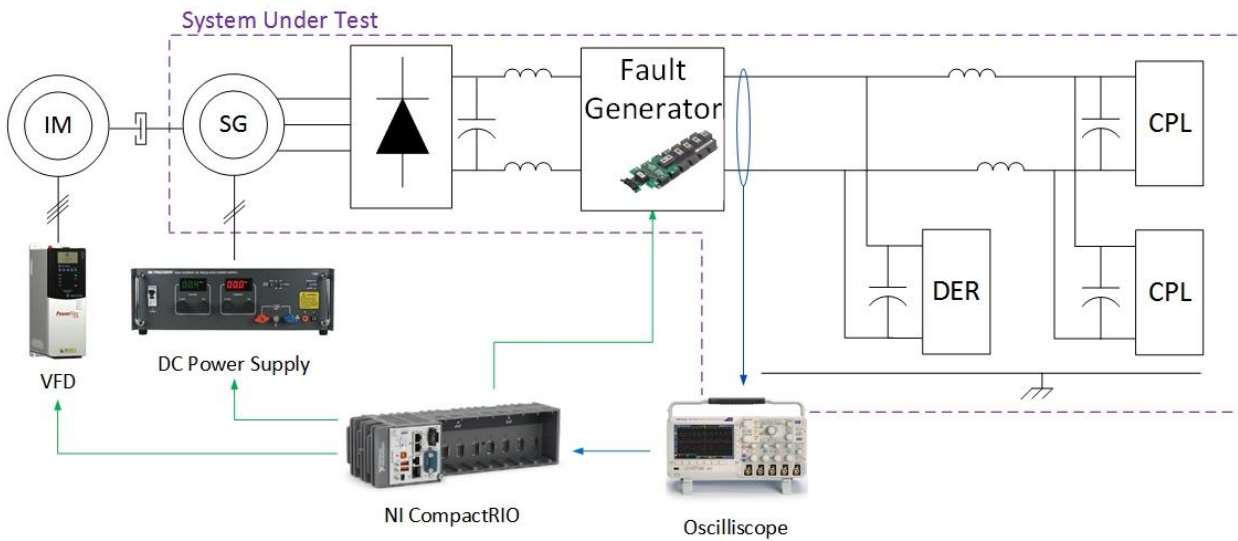 System Under Test
IM
SG
Fault
Generator
CPL
DER
CPL
DC Power Supply
VFD
NI CompactRIO
Oscilliscope